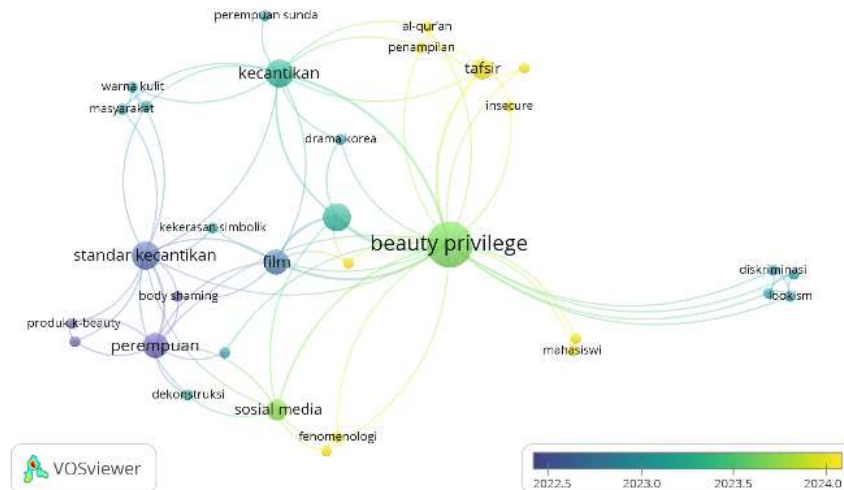 perempuan sunda
al-qur'an
penampilan
kecantikan
tafsir
warna kulit
masyarakat
insecure
drama korea
kekerasan simbolik
beauty privilege
standar kecantikan
film
diskriminasi
body shaming
lookism
produk k-beauty
perempuan
mahasiswi
dekonstruksi
sosial media
fenomenologi
VOSviewer
2022.5 2023.0 2023.5 2024.0